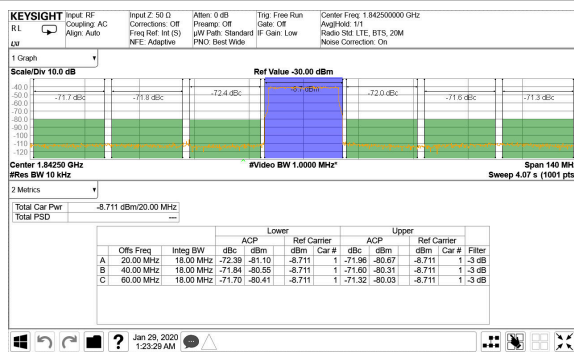 KEYSIGHT Input: RF Input Z: 50 Ω Atten: 0 dB Trig: Free Run Center Freq: 1.842500000 GHz
RL Coupling: AC Corrections: Off Preamp: Off Gate: Off Avg|Hold: 1/1
Align: Auto Freq Ref: Int (S) µW Path: Standard IF Gain: Low Radio Std: LTE, BTS, 20M
LXI NFE: Adaptive PNO: Best Wide Noise Correction: On
1 Graph
Scale/Div 10.0 dB Ref Value -30.00 dBm
-40.0
-50.0
-60.0
-70.0
-80.0
-90.0
-100
-110
-120
-71.7 dBc -71.8 dBc -72.4 dBc -8.7 dBm -72.0 dBc -71.6 dBc -71.3 dBc
Center 1.84250 GHz #Video BW 1.0000 MHz* Span 140 MH
#Res BW 10 kHz Sweep 4.07 s (1001 pts
2 Metrics
Total Car Pwr -8.711 dBm/20.00 MHz
Total PSD ---
Lower Upper
ACP Ref Carrier ACP Ref Carrier
Offs Freq Integ BW dBc dBm dBm Car # dBc dBm dBm Car # Filter
A 20.00 MHz 18.00 MHz -72.39 -81.10 -8.711 1 -71.96 -80.67 -8.711 1 -3 dB
B 40.00 MHz 18.00 MHz -71.84 -80.55 -8.711 1 -71.60 -80.31 -8.711 1 -3 dB
C 60.00 MHz 18.00 MHz -71.70 -80.41 -8.711 1 -71.32 -80.03 -8.711 1 -3 dB
? Jan 29, 2020
1:23:29 AM